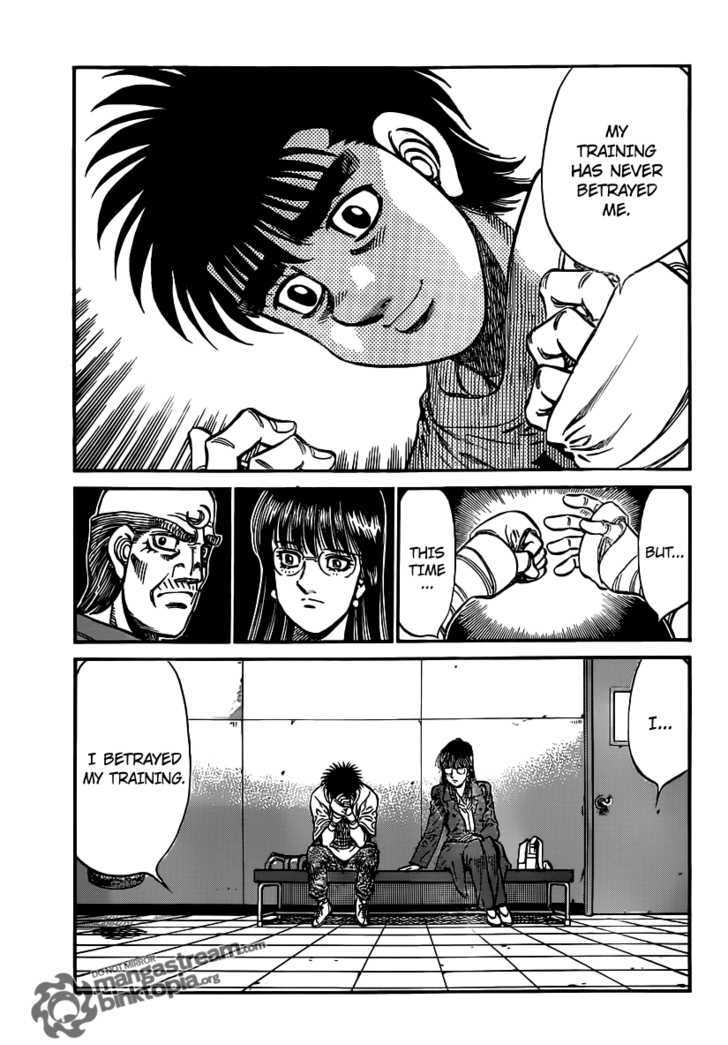 MY
TRAINING
HAS NEVER
BETRAYED
ME.
BUT...
THIS
TIME
...
I...
I BETRAYED
MY TRAINING.
DO NOT MIRROR
mangastream.com
binktopia.org